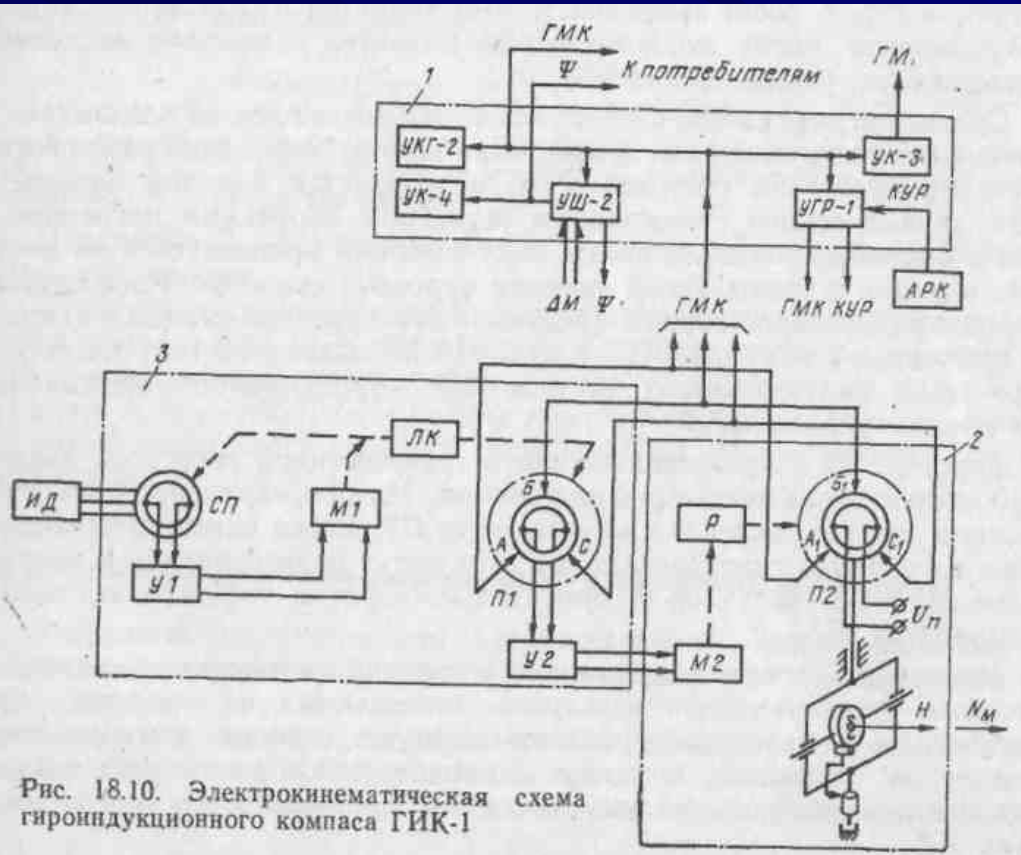 ГМК
Ψ
К потребителям
ГМ.
1
УКГ-2
УК-3
УК-4
УШ-2
УГР-1
КУР
АРК
ΔМ Ψ
ГМК
ГМК КУР
3
2
ЛК
ИД
СП
М1
Б
Б₁
Я
А
С
А₁
С₁
У1
П1
П2
Uп
У2
М2
Н
Nм
Рис. 18.10. Электрокинематическая схема
гироиндукционного компаса ГИК-1